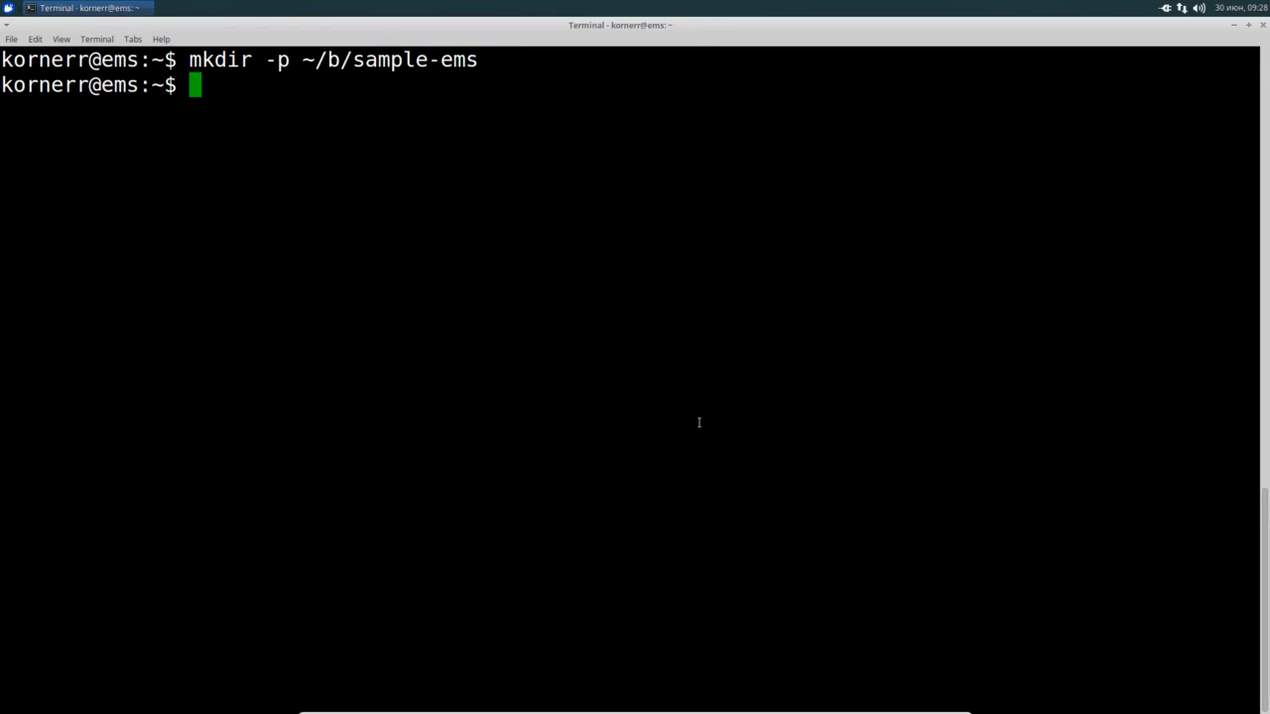 Terminal - kornerr@ems: ~
30 июн, 09:28
Terminal - kornerr@ems: ~
File Edit View Terminal Tabs Help
kornerr@ems:~$ mkdir -p ~/b/sample-ems
kornerr@ems:~$